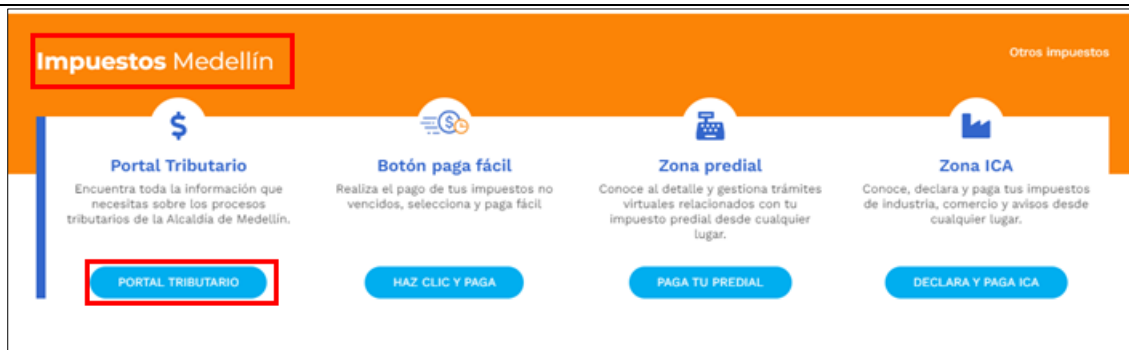 Impuestos Medellín
Otros impuestos
Portal Tributario
Encuentra toda la información que
necesitas sobre los procesos
tributarios de la Alcaldía de Medellín.
PORTAL TRIBUTARIO
Botón paga fácil
Realiza el pago de tus impuestos no
vencidos, selecciona y paga fácil
HAZ CLIC Y PAGA
Zona predial
Conoce al detalle y gestiona trámites
virtuales relacionados con tu
impuesto predial desde cualquier
lugar.
PAGA TU PREDIAL
Zona ICA
Conoce, declara y paga tus impuestos
de industria, comercio y avisos desde
cualquier lugar.
DECLARA Y PAGA ICA